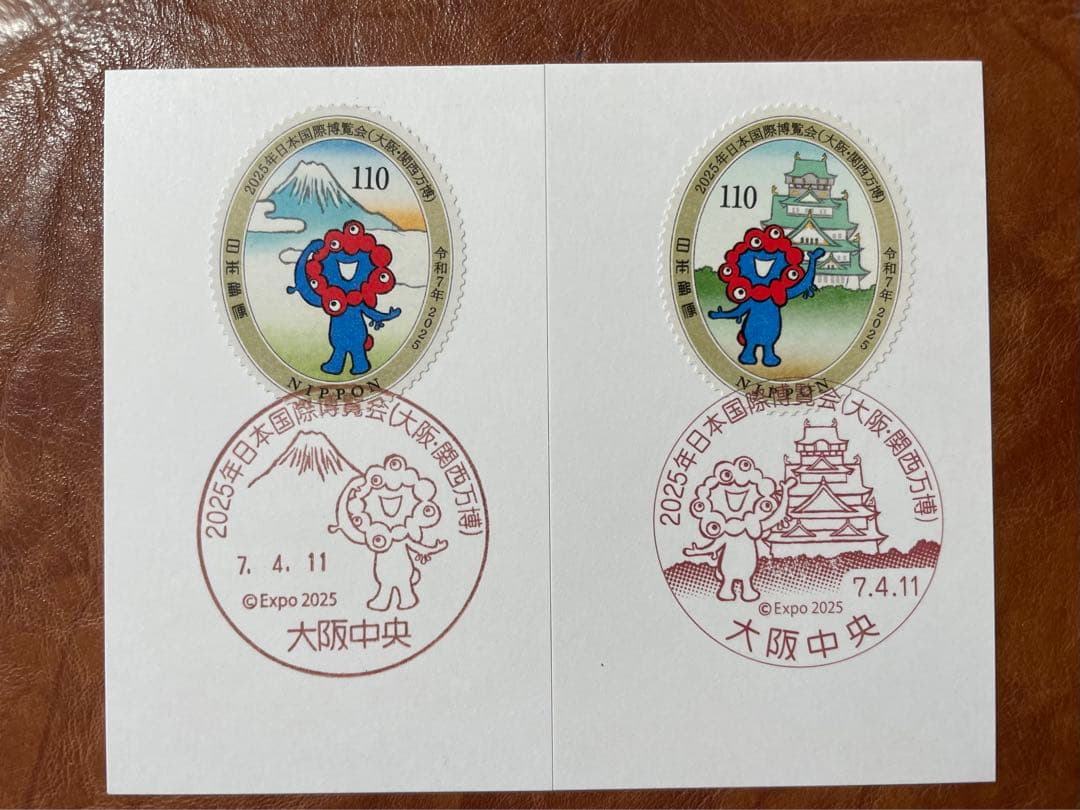 2025年日本国際博覧会(大阪・関西万博)
110
日本郵便
令和7年 2025
NIPPON
2025年日本国際博覧会(大阪・関西万博)
7. 4. 11
©Expo 2025
大阪中央
2025年日本国際博覧会(大阪・関西万博)
110
日本郵便
令和7年 2025
NIPPON
2025年日本国際博覧会(大阪・関西万博)
7.4.11
©Expo 2025
大阪中央